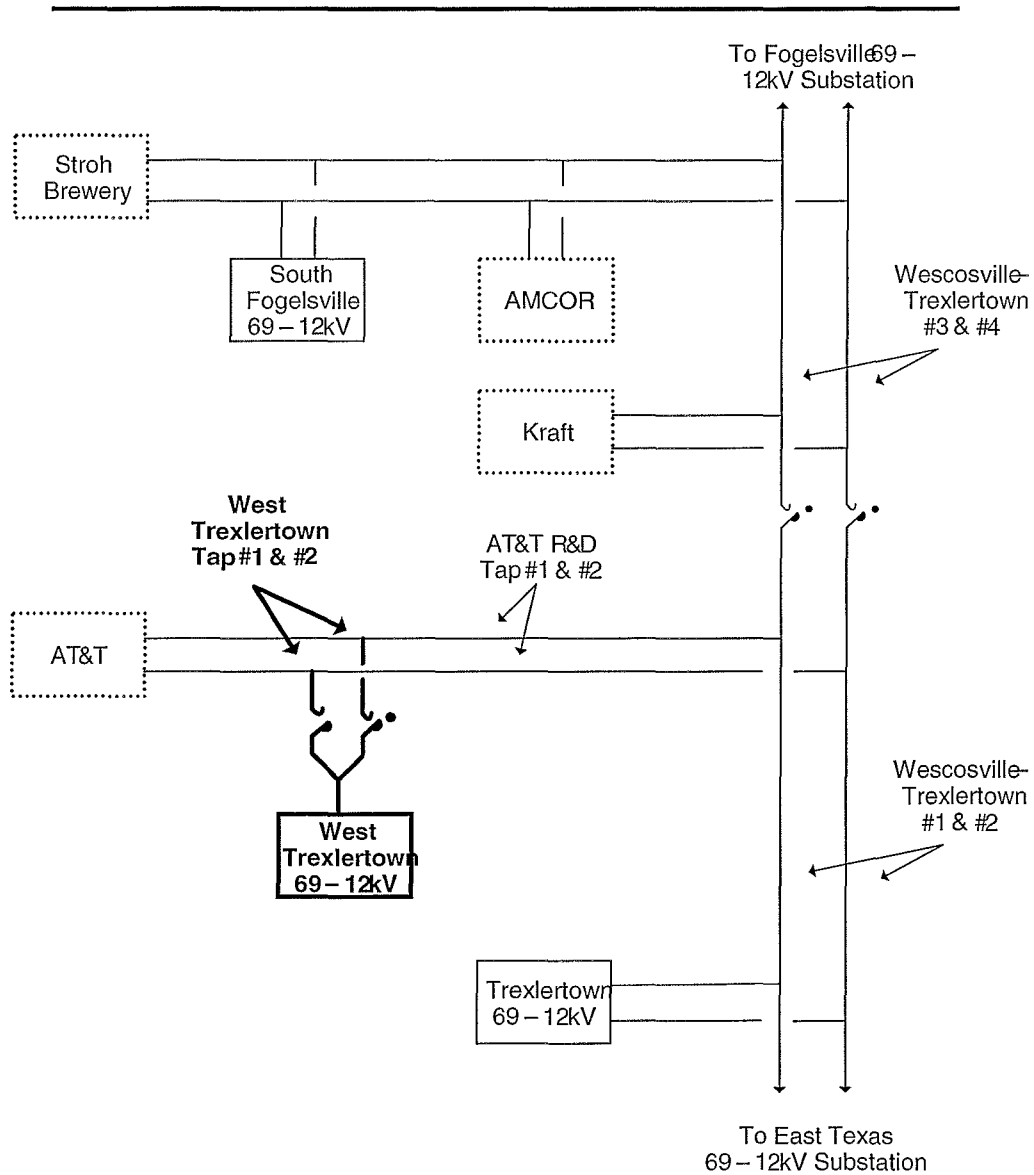 To Fogelsville69–
12kV Substation
Stroh
Brewery
South
Fogelsville
69–12kV
AMCOR
Wescosville–
Trexlertown
#3 & #4
Kraft
West
Trexlertown
Tap#1 & #2
AT&T R&D
Tap#1 & #2
AT&T
West
Trexlertown
69–12kV
Wescosville–
Trexlertown
#1 & #2
Trexlertown
69–12kV
To East Texas
69–12kV Substation